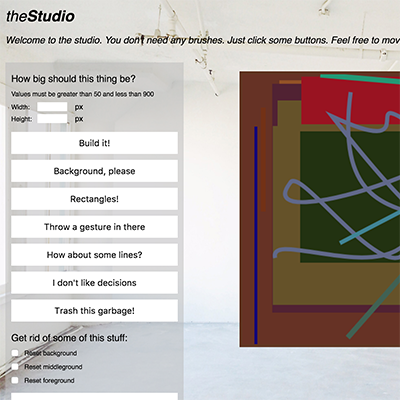 theStudio
Welcome to the studio. You don't need any brushes. Just click some buttons. Feel free to mov
How big should this thing be?
Values must be greater than 50 and less than 900
Width: px
Height: px
Build it!
Background, please
Rectangles!
Throw a gesture in there
How about some lines?
I don't like decisions
Trash this garbage!
Get rid of some of this stuff:
Reset background
Reset middleground
Reset foreground